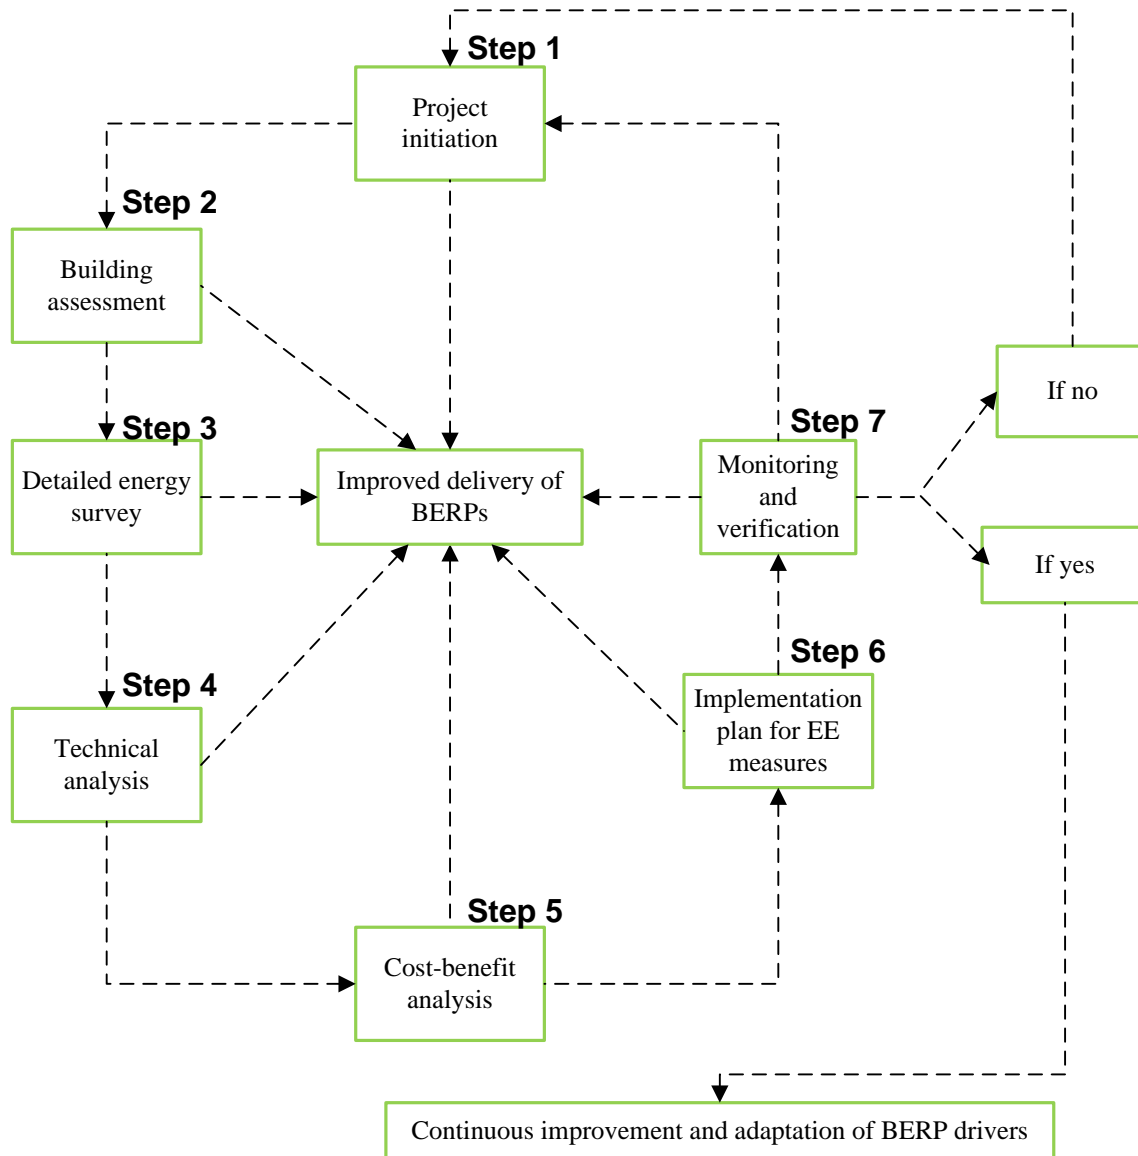 Step 1
Project
initiation
Step 2
Building
assessment
Step 3
Detailed energy
survey
Improved delivery of
BERPs
Step 7
Monitoring
and
verification
If no
If yes
Step 4
Technical
analysis
Step 6
Implementation
plan for EE
measures
Step 5
Cost-benefit
analysis
Continuous improvement and adaptation of BERP drivers